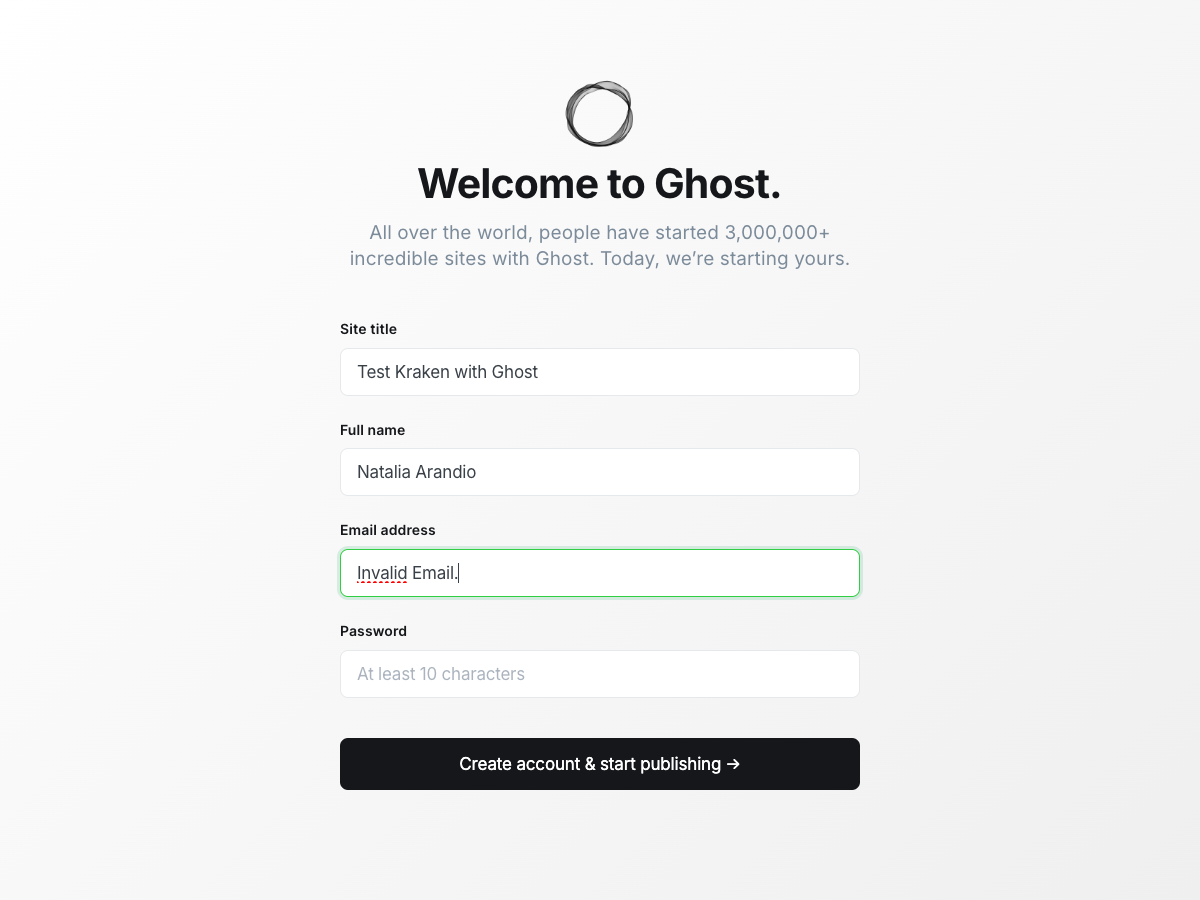 Welcome to Ghost.
All over the world, people have started 3,000,000+
incredible sites with Ghost. Today, we’re starting yours.
Site title
Test Kraken with Ghost
Full name
Natalia Arandio
Email address
Invalid Email.
Password
At least 10 characters
Create account & start publishing →